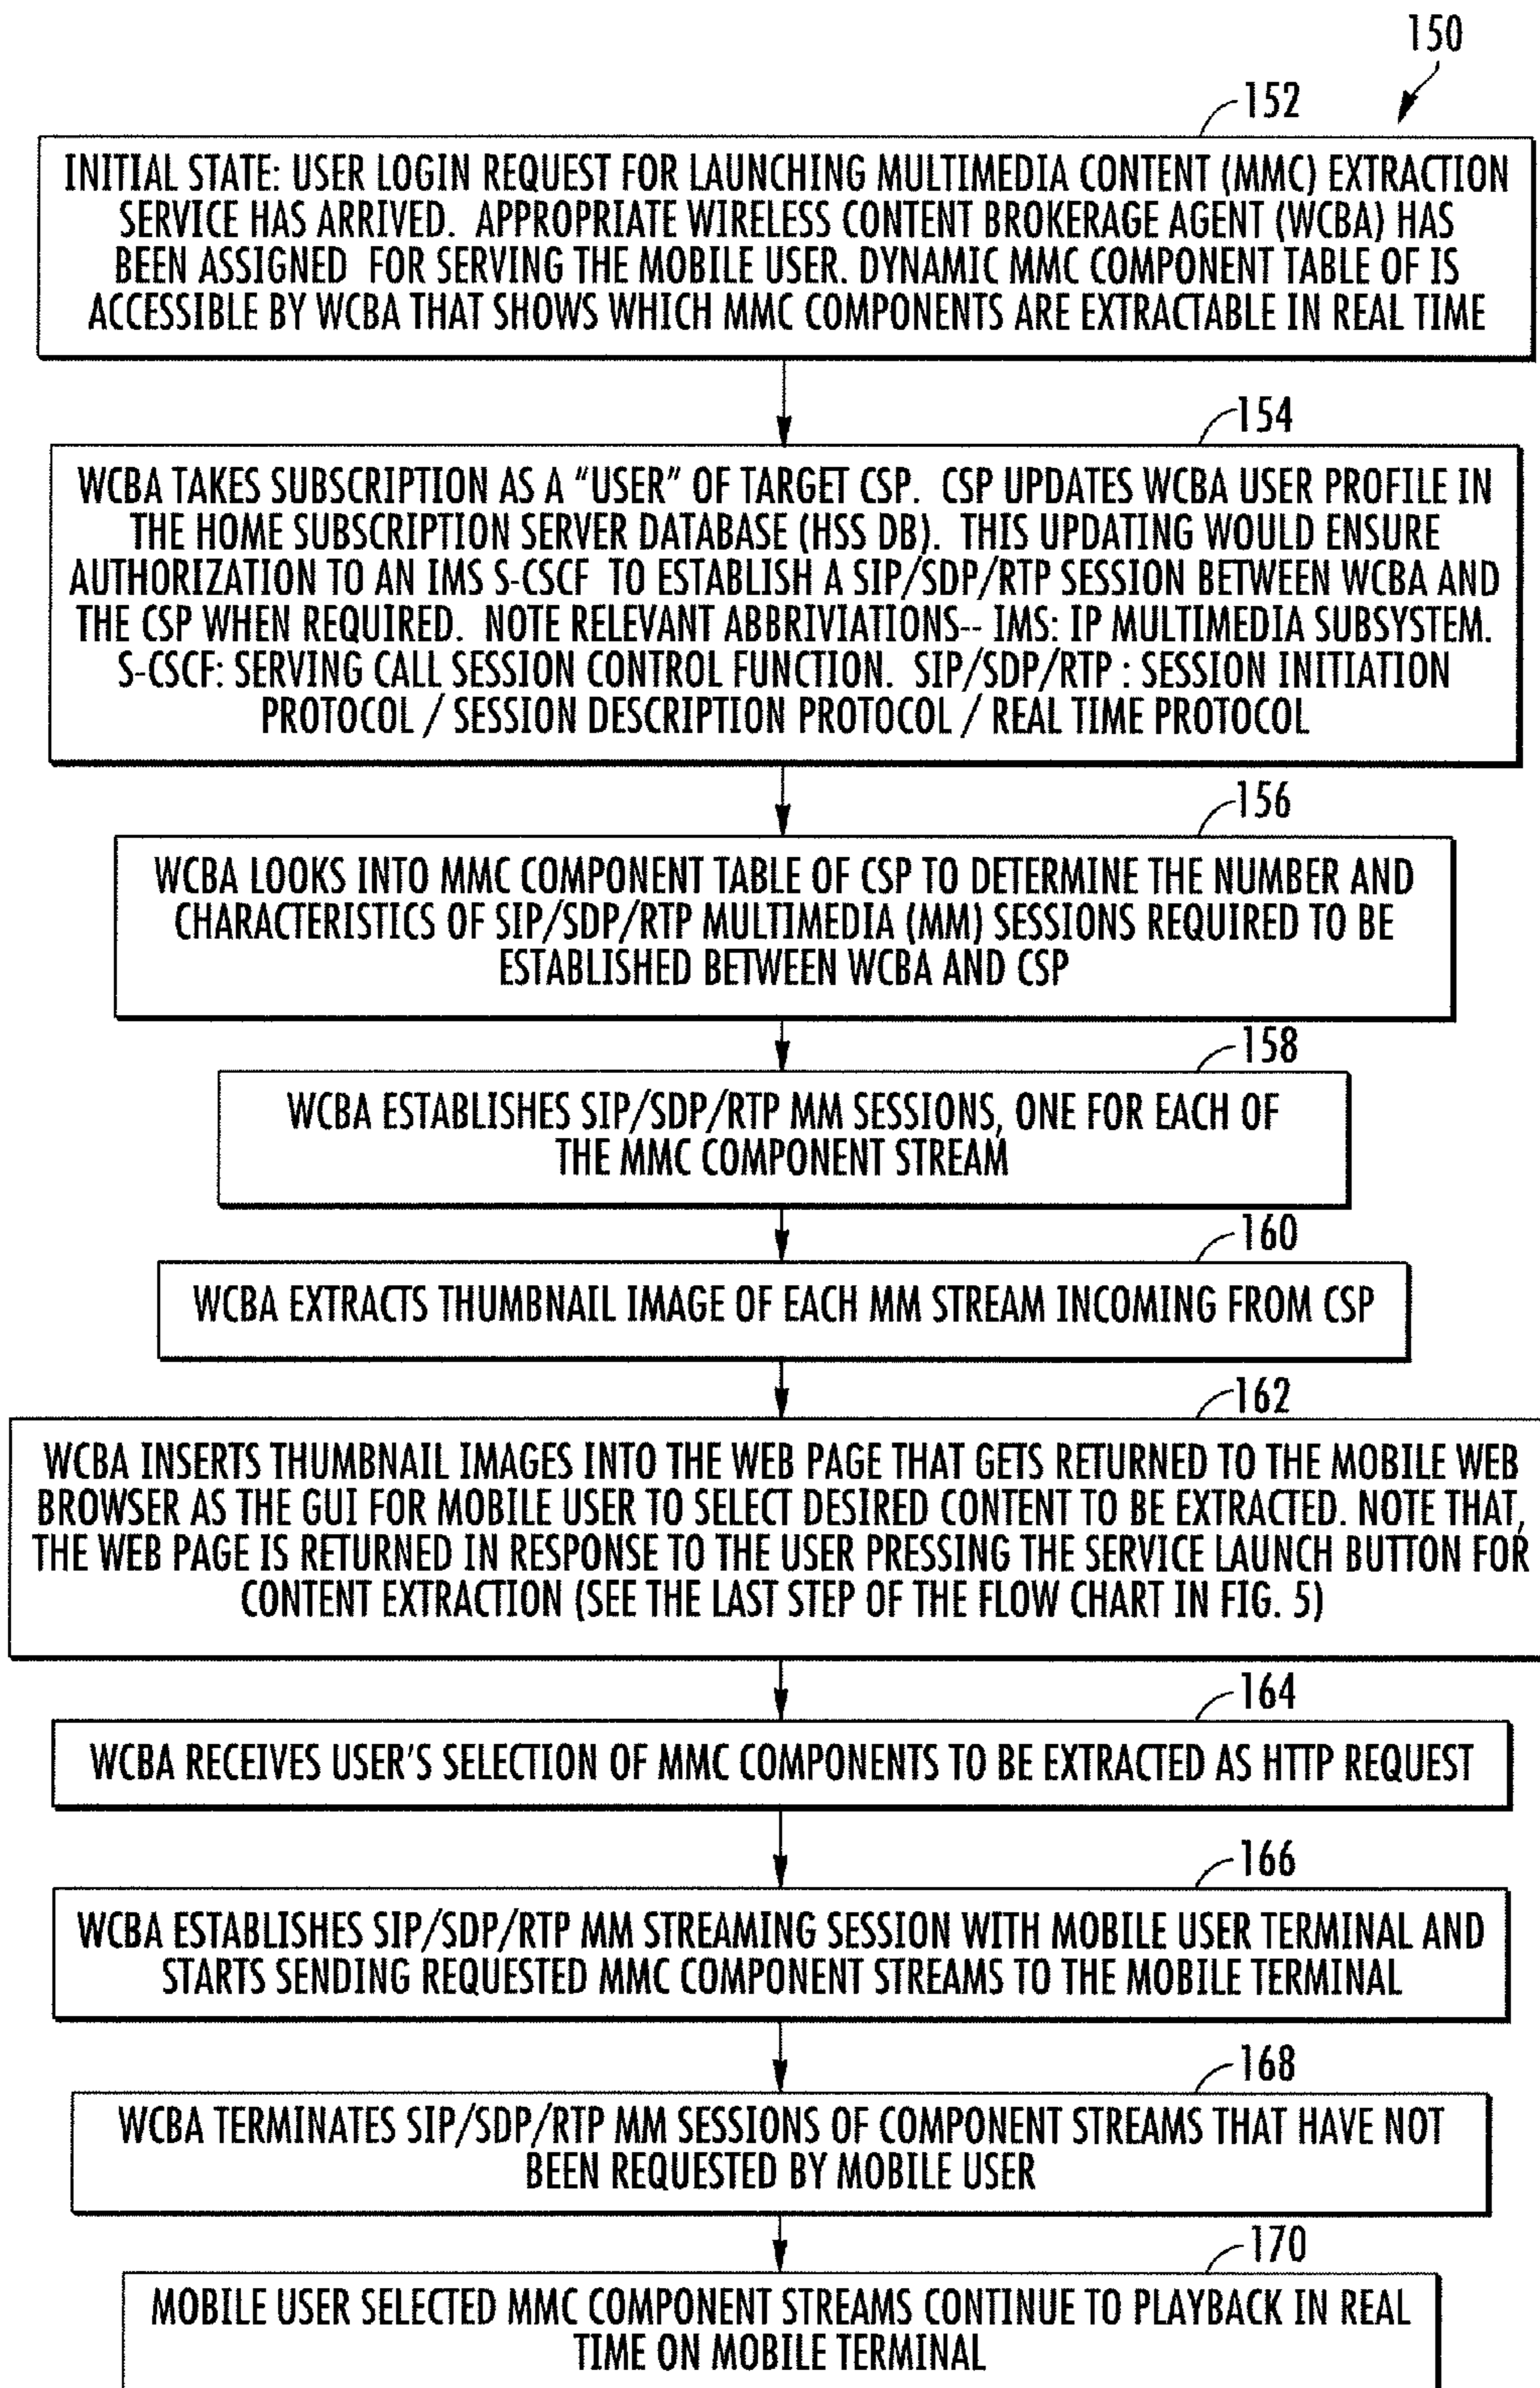 150
152
INITIAL STATE: USER LOGIN REQUEST FOR LAUNCHING MULTIMEDIA CONTENT (MMC) EXTRACTION
SERVICE HAS ARRIVED. APPROPRIATE WIRELESS CONTENT BROKERAGE AGENT (WCBA) HAS
BEEN ASSIGNED FOR SERVING THE MOBILE USER. DYNAMIC MMC COMPONENT TABLE OF IS
ACCESSIBLE BY WCBA THAT SHOWS WHICH MMC COMPONENTS ARE EXTRACTABLE IN REAL TIME
154
WCBA TAKES SUBSCRIPTION AS A "USER" OF TARGET CSP. CSP UPDATES WCBA USER PROFILE IN
THE HOME SUBSCRIPTION SERVER DATABASE (HSS DB). THIS UPDATING WOULD ENSURE
AUTHORIZATION TO AN IMS S-CSCF TO ESTABLISH A SIP/SDP/RTP SESSION BETWEEN WCBA AND
THE CSP WHEN REQUIRED. NOTE RELEVANT ABBRIVIATIONS-- IMS: IP MULTIMEDIA SUBSYSTEM.
S-CSCF: SERVING CALL SESSION CONTROL FUNCTION. SIP/SDP/RTP : SESSION INITIATION
PROTOCOL / SESSION DESCRIPTION PROTOCOL / REAL TIME PROTOCOL
156
WCBA LOOKS INTO MMC COMPONENT TABLE OF CSP TO DETERMINE THE NUMBER AND
CHARACTERISTICS OF SIP/SDP/RTP MULTIMEDIA (MM) SESSIONS REQUIRED TO BE
ESTABLISHED BETWEEN WCBA AND CSP
158
WCBA ESTABLISHES SIP/SDP/RTP MM SESSIONS, ONE FOR EACH OF
THE MMC COMPONENT STREAM
160
WCBA EXTRACTS THUMBNAIL IMAGE OF EACH MM STREAM INCOMING FROM CSP
162
WCBA INSERTS THUMBNAIL IMAGES INTO THE WEB PAGE THAT GETS RETURNED TO THE MOBILE WEB
BROWSER AS THE GUI FOR MOBILE USER TO SELECT DESIRED CONTENT TO BE EXTRACTED. NOTE THAT,
THE WEB PAGE IS RETURNED IN RESPONSE TO THE USER PRESSING THE SERVICE LAUNCH BUTTON FOR
CONTENT EXTRACTION (SEE THE LAST STEP OF THE FLOW CHART IN FIG. 5)
164
WCBA RECEIVES USER'S SELECTION OF MMC COMPONENTS TO BE EXTRACTED AS HTTP REQUEST
166
WCBA ESTABLISHES SIP/SDP/RTP MM STREAMING SESSION WITH MOBILE USER TERMINAL AND
STARTS SENDING REQUESTED MMC COMPONENT STREAMS TO THE MOBILE TERMINAL
168
WCBA TERMINATES SIP/SDP/RTP MM SESSIONS OF COMPONENT STREAMS THAT HAVE NOT
BEEN REQUESTED BY MOBILE USER
170
MOBILE USER SELECTED MMC COMPONENT STREAMS CONTINUE TO PLAYBACK IN REAL
TIME ON MOBILE TERMINAL